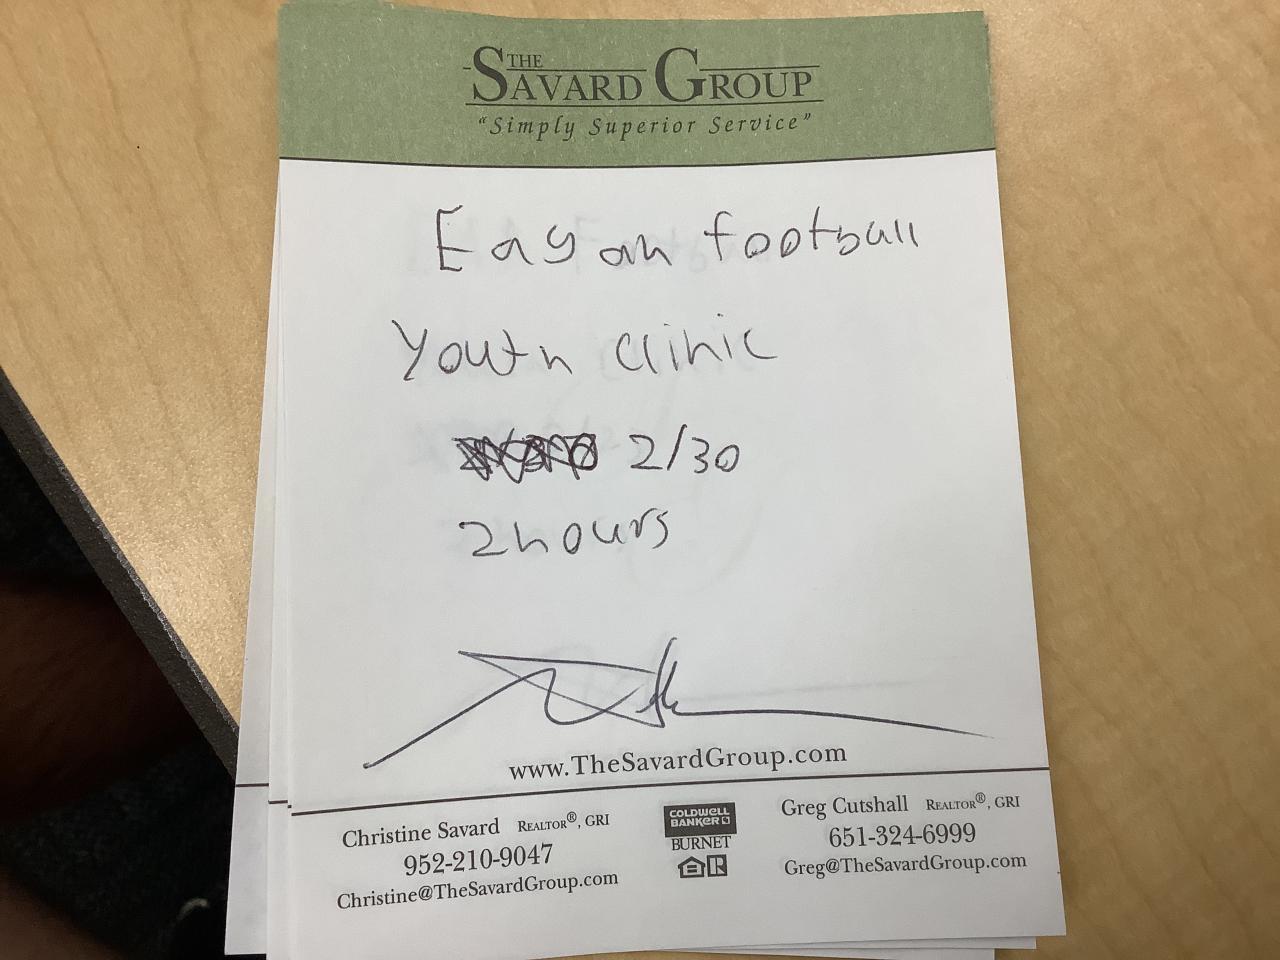 THE
SAVARD GROUP
"Simply Superior Service"
Eagan football
Youth clinic
2/30
2 hours
www.TheSavardGroup.com
Christine Savard REALTOR®, GRI
952-210-9047
Christine@TheSavardGroup.com
COLDWELL
BANKER
BURNET
Greg Cutshall REALTOR®, GRI
651-324-6999
Greg@TheSavardGroup.com